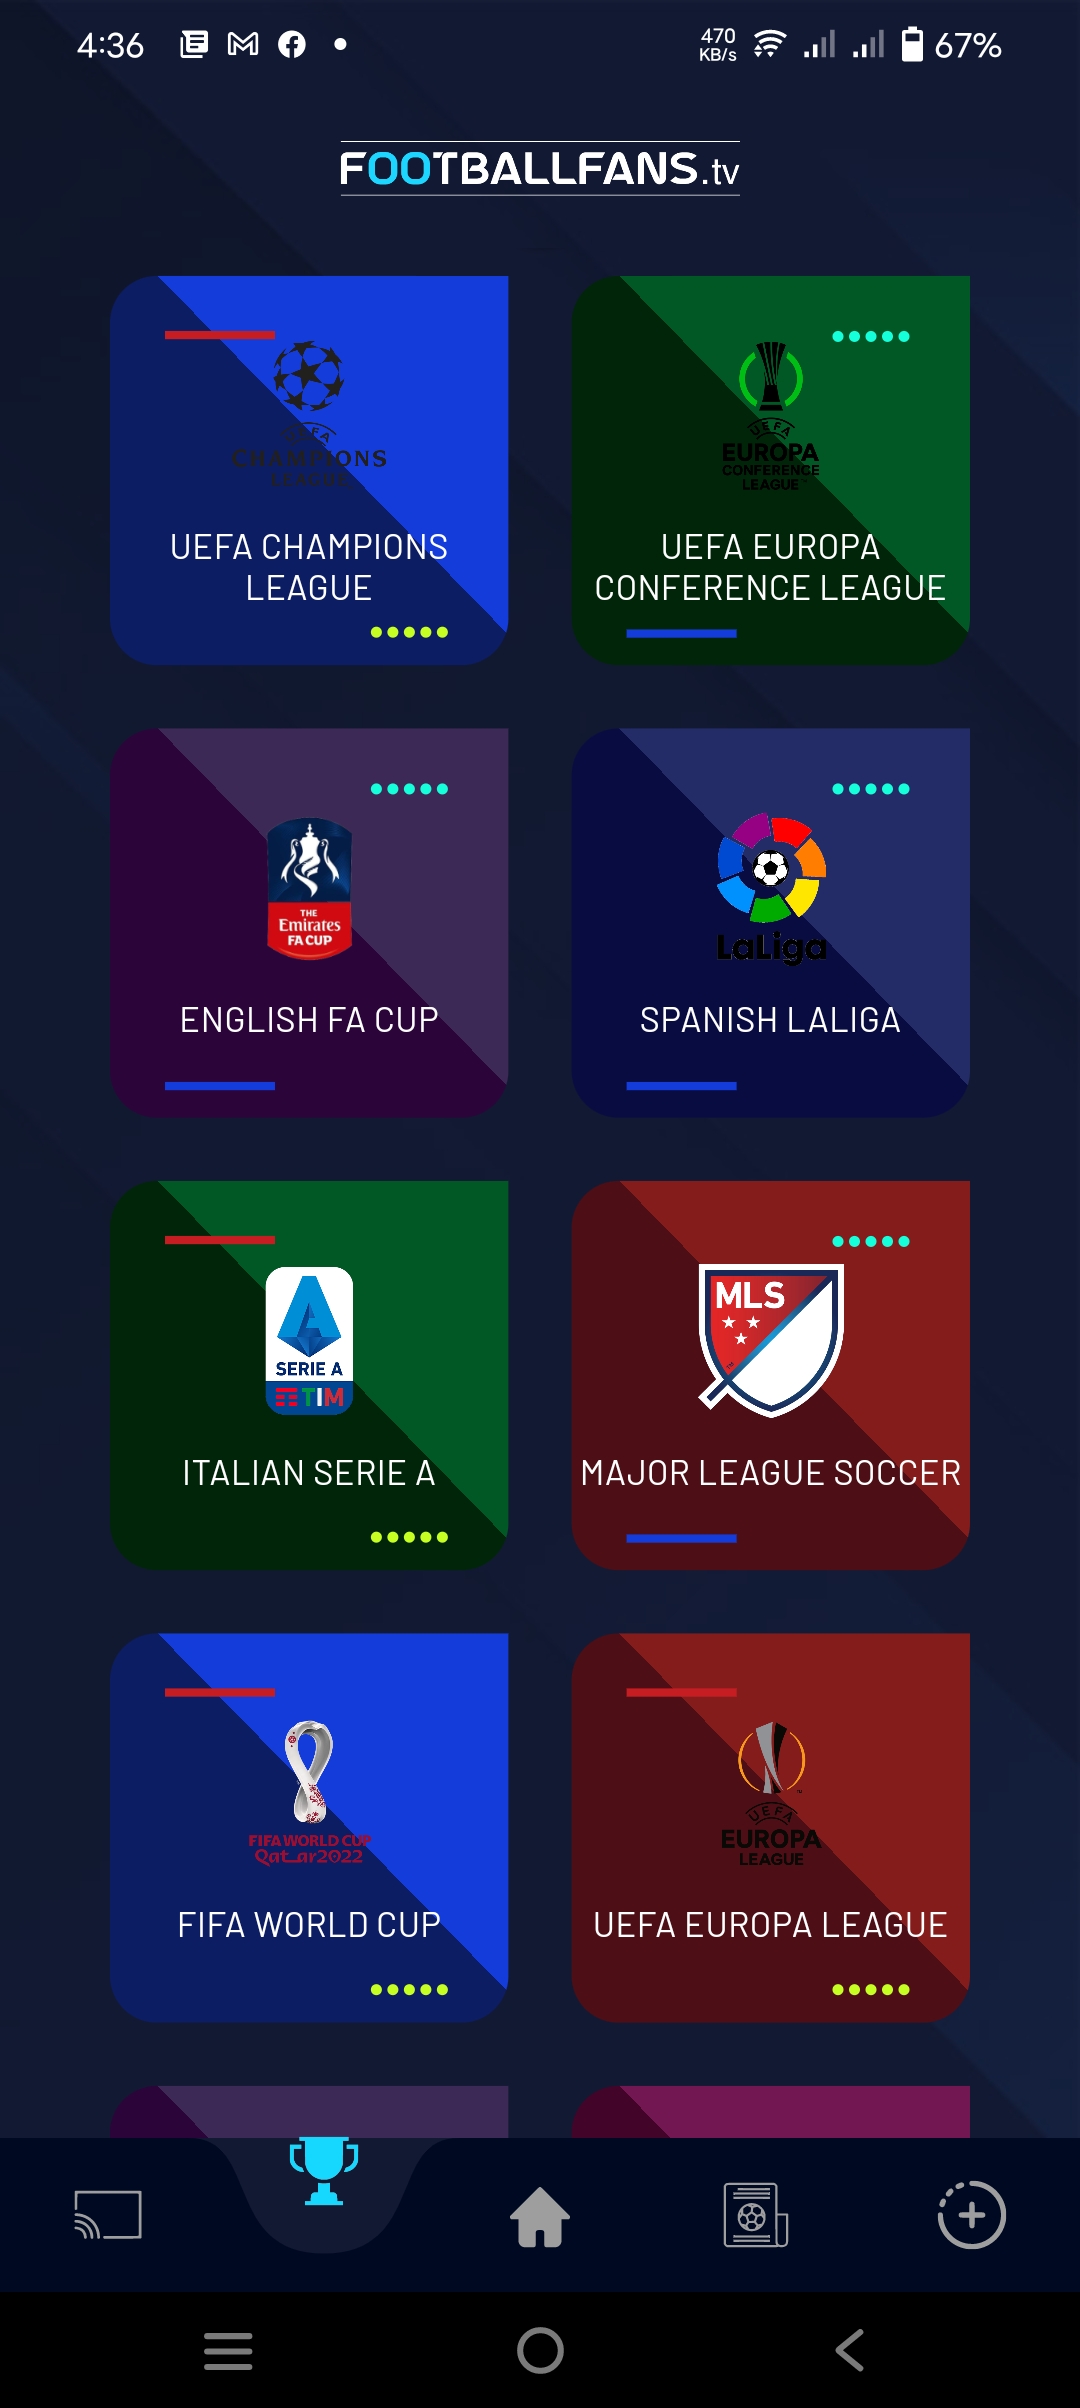 4:36
470
KB/s
67%
FOOTBALLFANS.tv
UEFA
CHAMPIONS
LEAGUE
UEFA CHAMPIONS
LEAGUE
UEFA
EUROPA
CONFERENCE
LEAGUE
UEFA EUROPA
CONFERENCE LEAGUE
THE
Emirates
FA CUP
ENGLISH FA CUP
LaLiga
SPANISH LALIGA
SERIE A
TIM
ITALIAN SERIE A
MLS
MAJOR LEAGUE SOCCER
FIFA WORLD CUP
Qatar2022
FIFA WORLD CUP
UEFA
EUROPA
LEAGUE
UEFA EUROPA LEAGUE